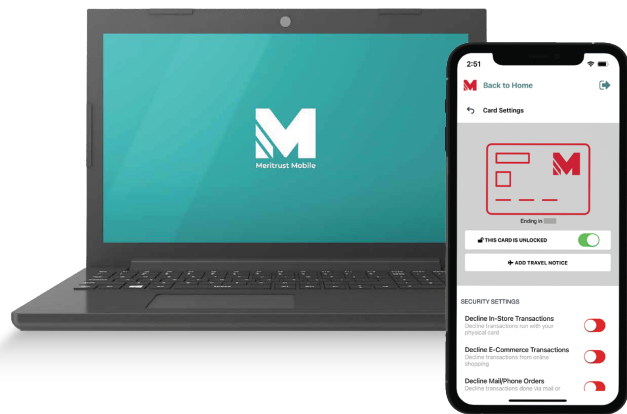 Meritrust Mobile
2:51
Back to Home
Card Settings
Ending in
THIS CARD IS UNLOCKED
ADD TRAVEL NOTICE
SECURITY SETTINGS
Decline In-Store Transactions
Decline transactions run with your
physical card
Decline E-Commerce Transactions
Decline transactions from online
shopping
Decline Mail/Phone Orders
Decline transactions done via mail or